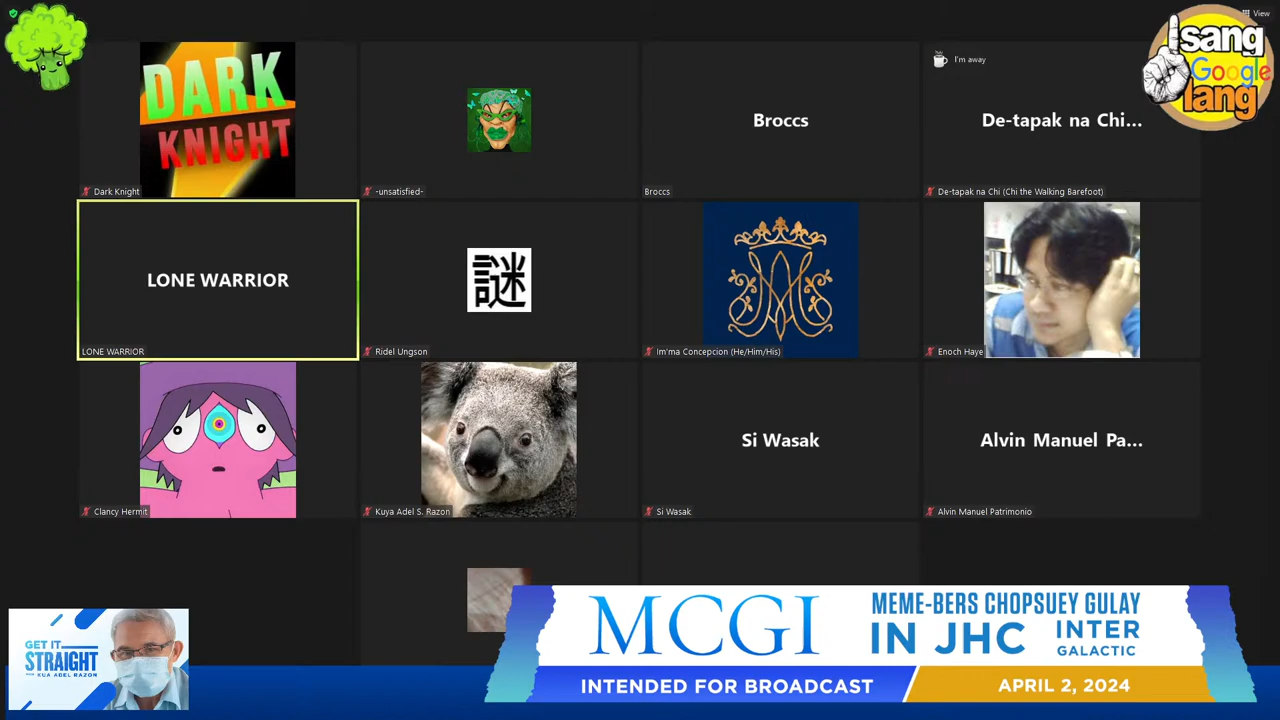 View
Isang
Google
lang
I'm away
DARK
KNIGHT
Broccs
De-tapak na Chi...
Dark Knight
-unsatisfied-
Broccs
De-tapak na Chi (Chi the Walking Barefoot)
LONE WARRIOR
謎
LONE WARRIOR
Ridel Ungson
Im'ma Concepcion (He/Him/His)
Enoch Haye
Si Wasak
Alvin Manuel Pa...
Clancy Hermit
Kuya Adel S. Razon
Si Wasak
Alvin Manuel Patrimonio
MCGI
MEME-BERS CHOPSUEY GULAY
IN JHC
INTER
GALACTIC
GET IT
STRAIGHT
KUA ADEL RAZON
INTENDED FOR BROADCAST
APRIL 2, 2024